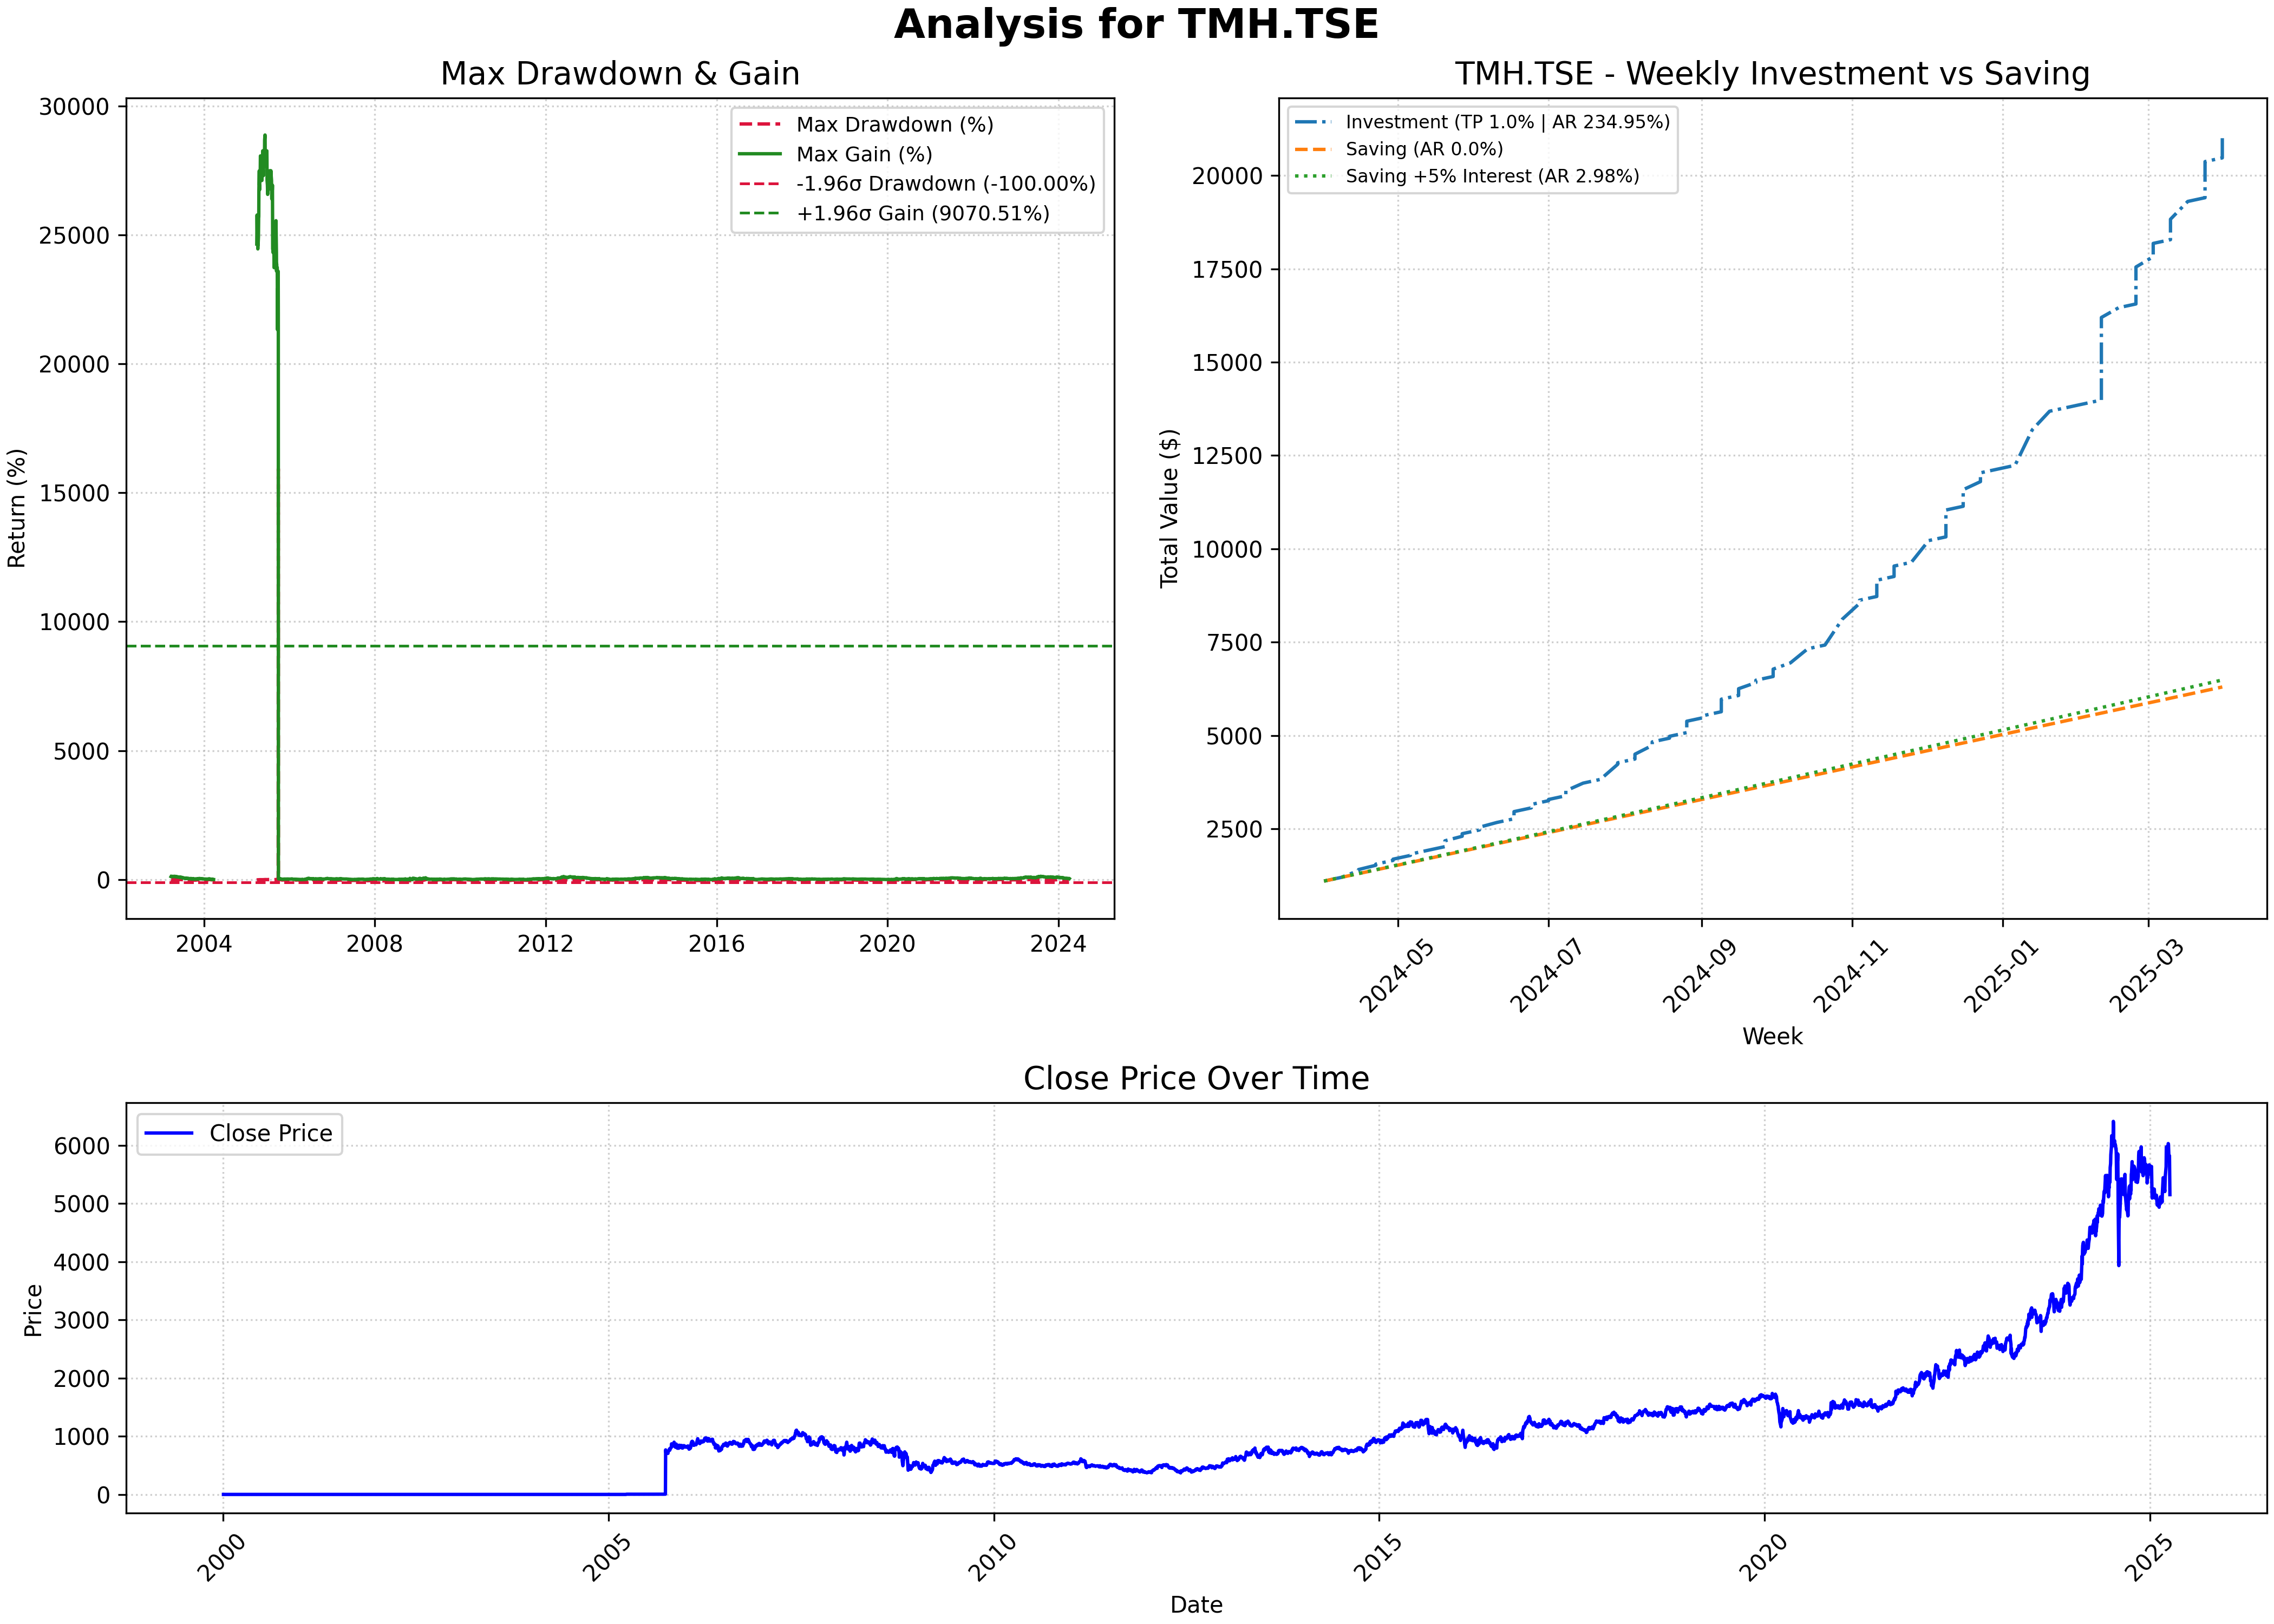 Analysis for TMH.TSE
Max Drawdown & Gain
Return (%)
30000
25000
20000
15000
10000
5000
0
Max Drawdown (%)
Max Gain (%)
-1.96σ Drawdown (-100.00%)
+1.96σ Gain (9070.51%)
2004 2008 2012 2016 2020 2024
TMH.TSE - Weekly Investment vs Saving
Total Value ($)
20000
17500
15000
12500
10000
7500
5000
2500
Investment (TP 1.0% | AR 234.95%)
Saving (AR 0.0%)
Saving +5% Interest (AR 2.98%)
2024-05 2024-07 2024-09 2024-11 2025-01 2025-03
Week
Close Price Over Time
Price
6000
5000
4000
3000
2000
1000
0
Close Price
2000 2005 2010 2015 2020 2025
Date